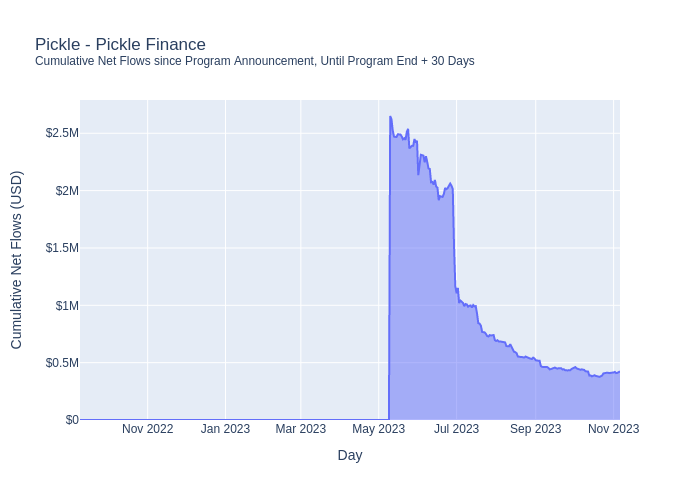 Pickle - Pickle Finance
Cumulative Net Flows since Program Announcement, Until Program End + 30 Days
Cumulative Net Flows (USD)
$2.5M
$2M
$1.5M
$1M
$0.5M
$0
Nov 2022 Jan 2023 Mar 2023 May 2023 Jul 2023 Sep 2023 Nov 2023
Day